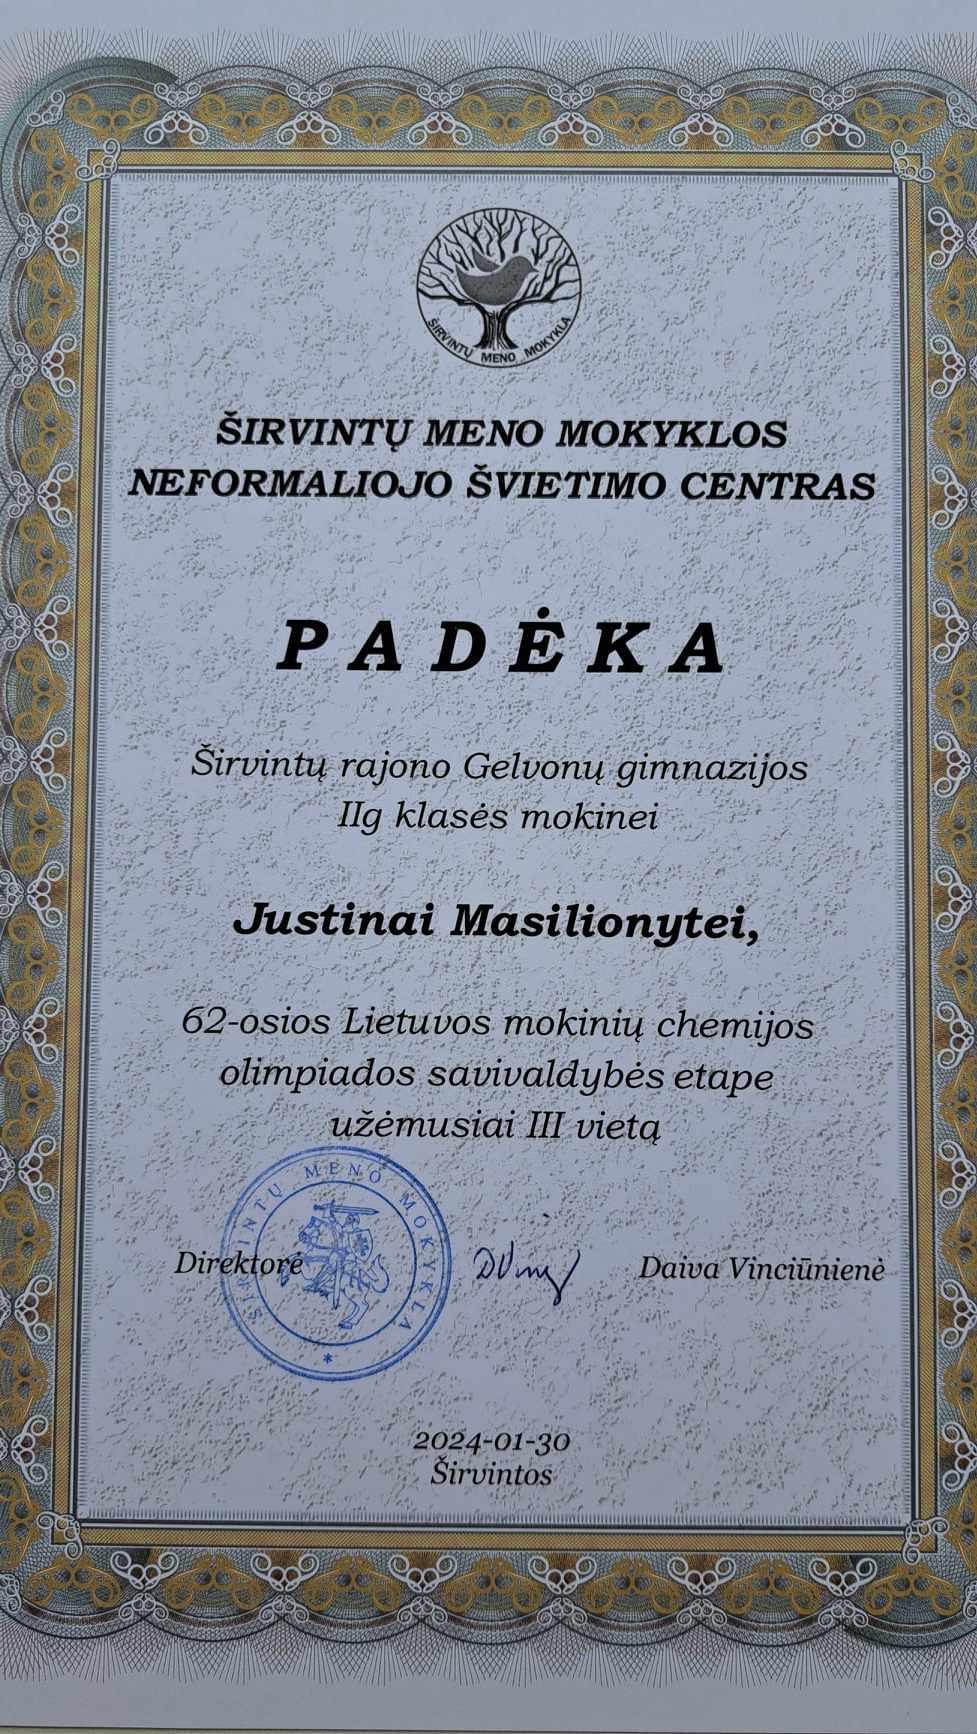 ŠIRVINTŲ MENO MOKYKLA
ŠIRVINTŲ MENO MOKYKLOS
NEFORMALIOJO ŠVIETIMO CENTRAS
PADĖKA
Širvintų rajono Gelvonų gimnazijos
IIg klasės mokinei
Justinai Masilionytei,
62-osios Lietuvos mokinių chemijos
olimpiados savivaldybės etape
užėmusiai III vietą
ŠIRVINTŲ MENO MOKYKLA
*
Direktorė Daiva Vinciūnienė
2024-01-30
Širvintos